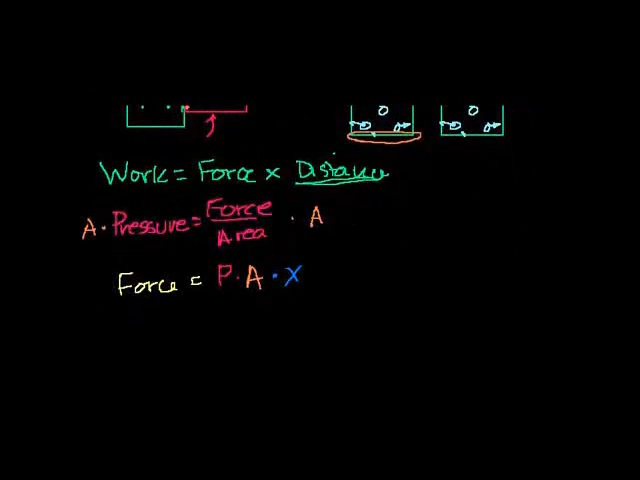 Work = Force x Distance
A · Pressure = Force / Area · A
Force = P · A · X